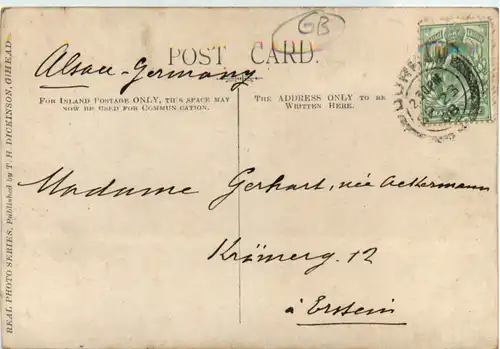 GB
POST CARD.
Alsace-Germany
FOR INLAND POSTAGE ONLY, THIS SPACE MAY
NOW BE USED FOR COMMUNICATION.
THE ADDRESS ONLY TO BE
WRITTEN HERE.
Madame Gerhart, née Ackermann
Krämerg. 12
à Erstein
REAL PHOTO SERIES, Published by T. H. DICKINSON, G'HEAD